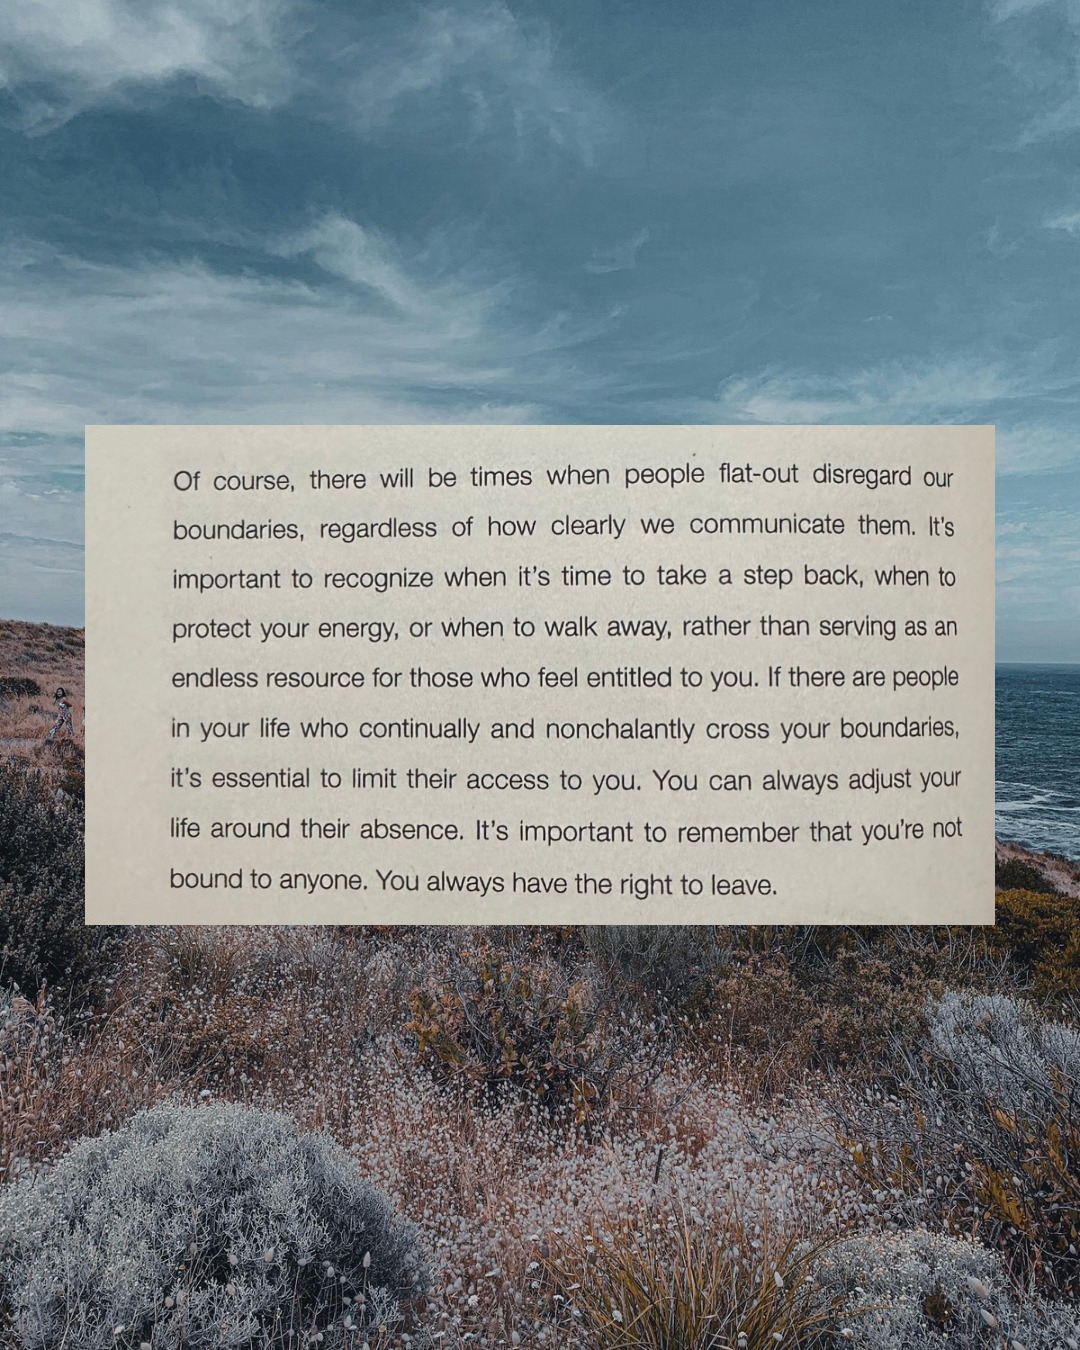 Of course, there will be times when people flat-out disregard our
boundaries, regardless of how clearly we communicate them. It's
important to recognize when it's time to take a step back, when to
protect your energy, or when to walk away, rather than serving as an
endless resource for those who feel entitled to you. If there are people
in your life who continually and nonchalantly cross your boundaries,
it's essential to limit their access to you. You can always adjust your
life around their absence. It's important to remember that you're not
bound to anyone. You always have the right to leave.